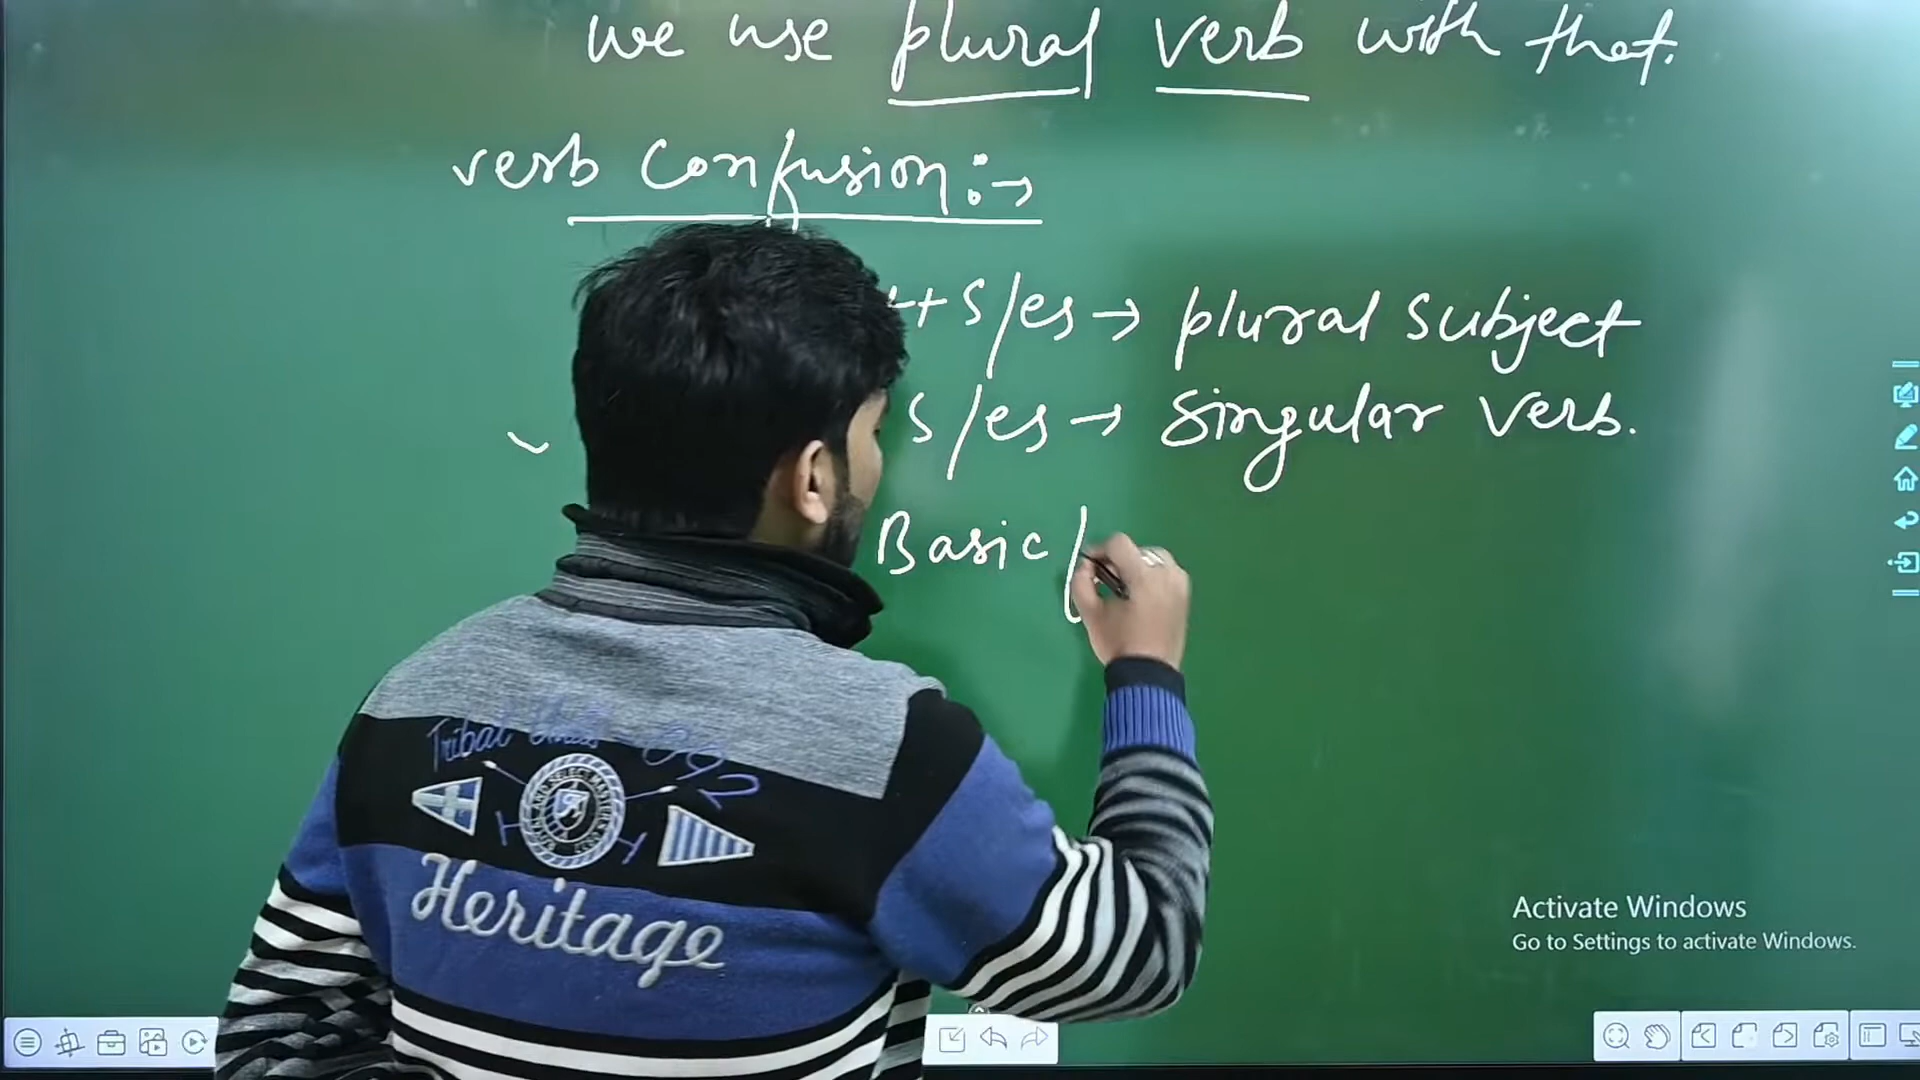 we use plural verb with that.
verb confusion :→
+ s/es → plural subject
s/es → singular verb.
Basic
Tribal
Heritage
Activate Windows
Go to Settings to activate Windows.